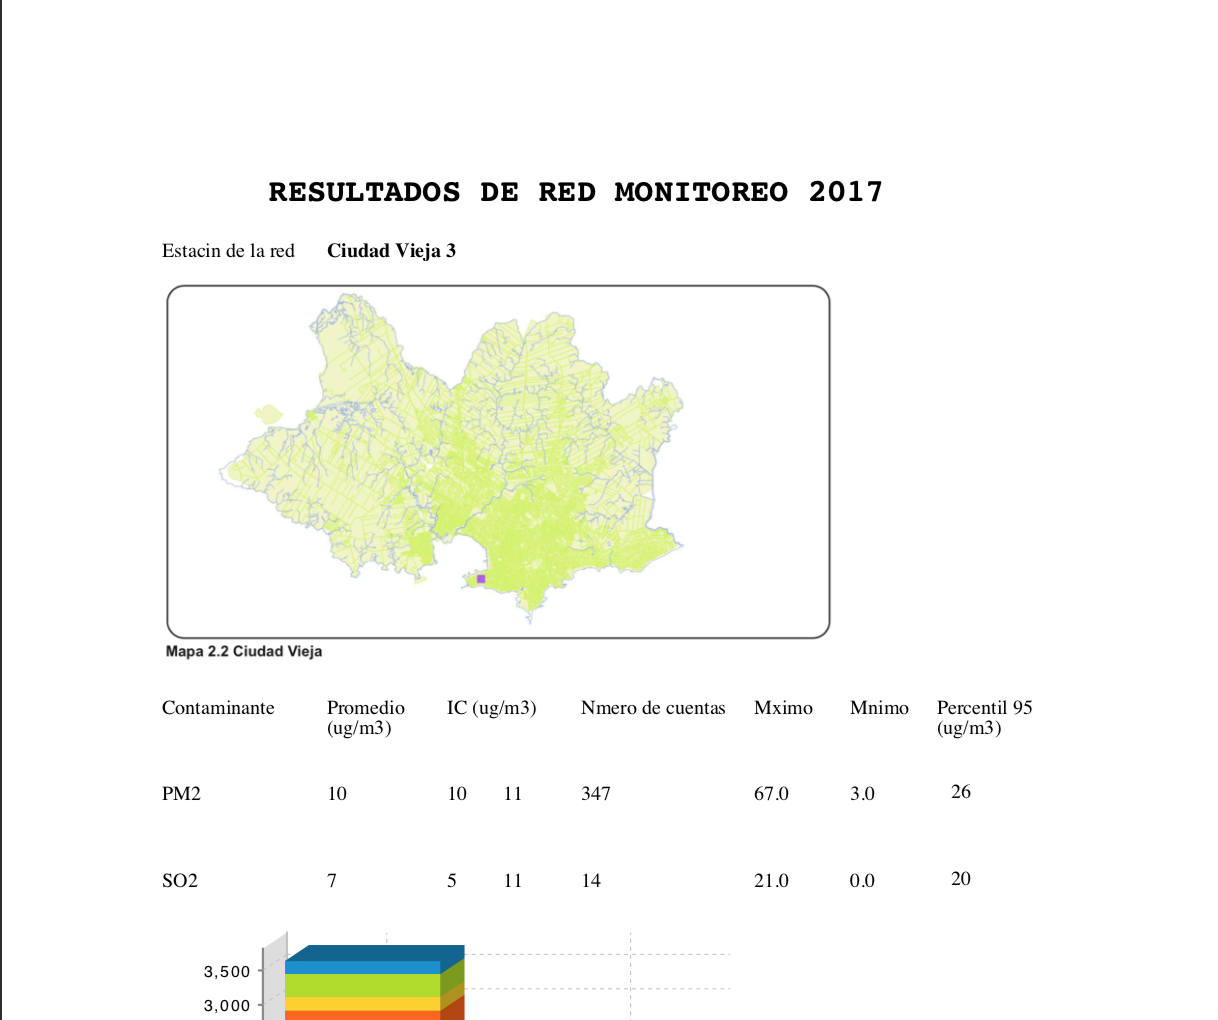 RESULTADOS DE RED MONITOREO 2017
Estacin de la red Ciudad Vieja 3
Mapa 2.2 Ciudad Vieja
Contaminante Promedio (ug/m3) IC (ug/m3) Nmero de cuentas Mximo Mnimo Percentil 95 (ug/m3)
PM2 10 10 11 347 67.0 3.0 26
SO2 7 5 11 14 21.0 0.0 20
3,500
3,000